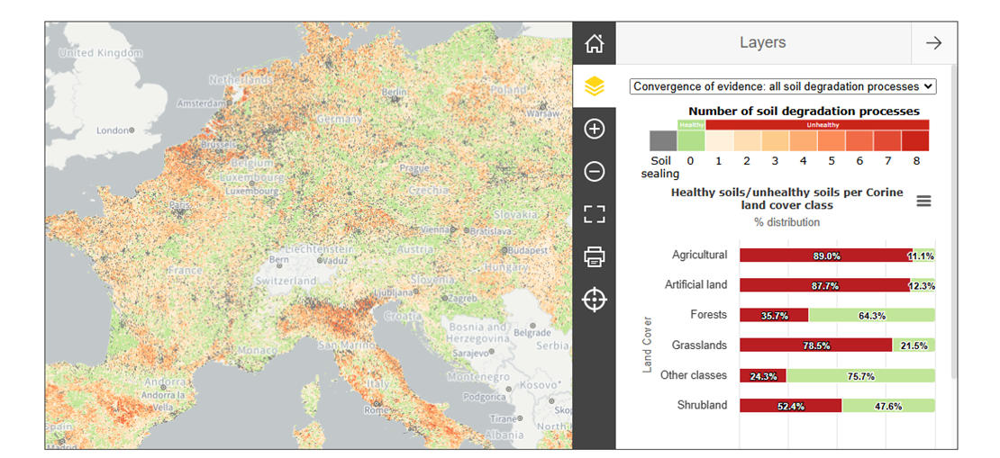 United Kingdom
Netherlands
Amsterdam
Berlin
Poland
Warsaw
Germany
London
Brussels
Belgium
Luxembourg
Luxembourg
Prague
Czechia
Paris
Slovakia
Vienna
Bratislava
Liechtenstein
Bern
Vaduz
Austria
Budapest
Hungary
France
Switzerland
Slovenia
Ljubljana
Zagreb
Croatia
Bosnia and
Herzegovina
Belgrade
Serbia
Monaco
San Marino
Sarajevo
Andorra
Andorra la
Vella
Italy
Montenegro
Kosovo*
Podgorica
Rome
Sko
Tirane
North
Spain
Madrid
Albania
Layers
Convergence of evidence: all soil degradation processes
Number of soil degradation processes
Healthy Unhealthy
Soil
sealing
0 1 2 3 4 5 6 7 8
Healthy soils/unhealthy soils per Corine
land cover class
% distribution
Land Cover
Agricultural 89.0% 11.1%
Artificial land 87.7% 12.3%
Forests 35.7% 64.3%
Grasslands 78.5% 21.5%
Other classes 24.3% 75.7%
Shrubland 52.4% 47.6%